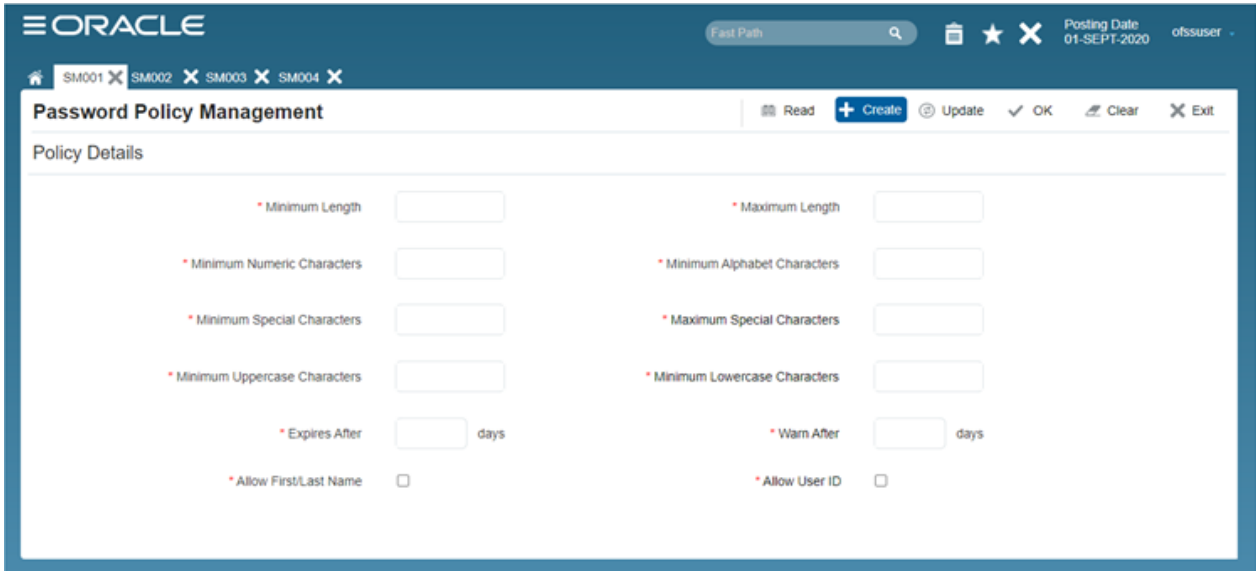 ORACLE
Fast Path
Posting Date
01-SEPT-2020
ofssuser
SM001 SM002 SM003 SM004
Password Policy Management
Read Create Update OK Clear Exit
Policy Details
* Minimum Length * Maximum Length
* Minimum Numeric Characters * Minimum Alphabet Characters
* Minimum Special Characters * Maximum Special Characters
* Minimum Uppercase Characters * Minimum Lowercase Characters
* Expires After days * Warn After days
* Allow First/Last Name * Allow User ID